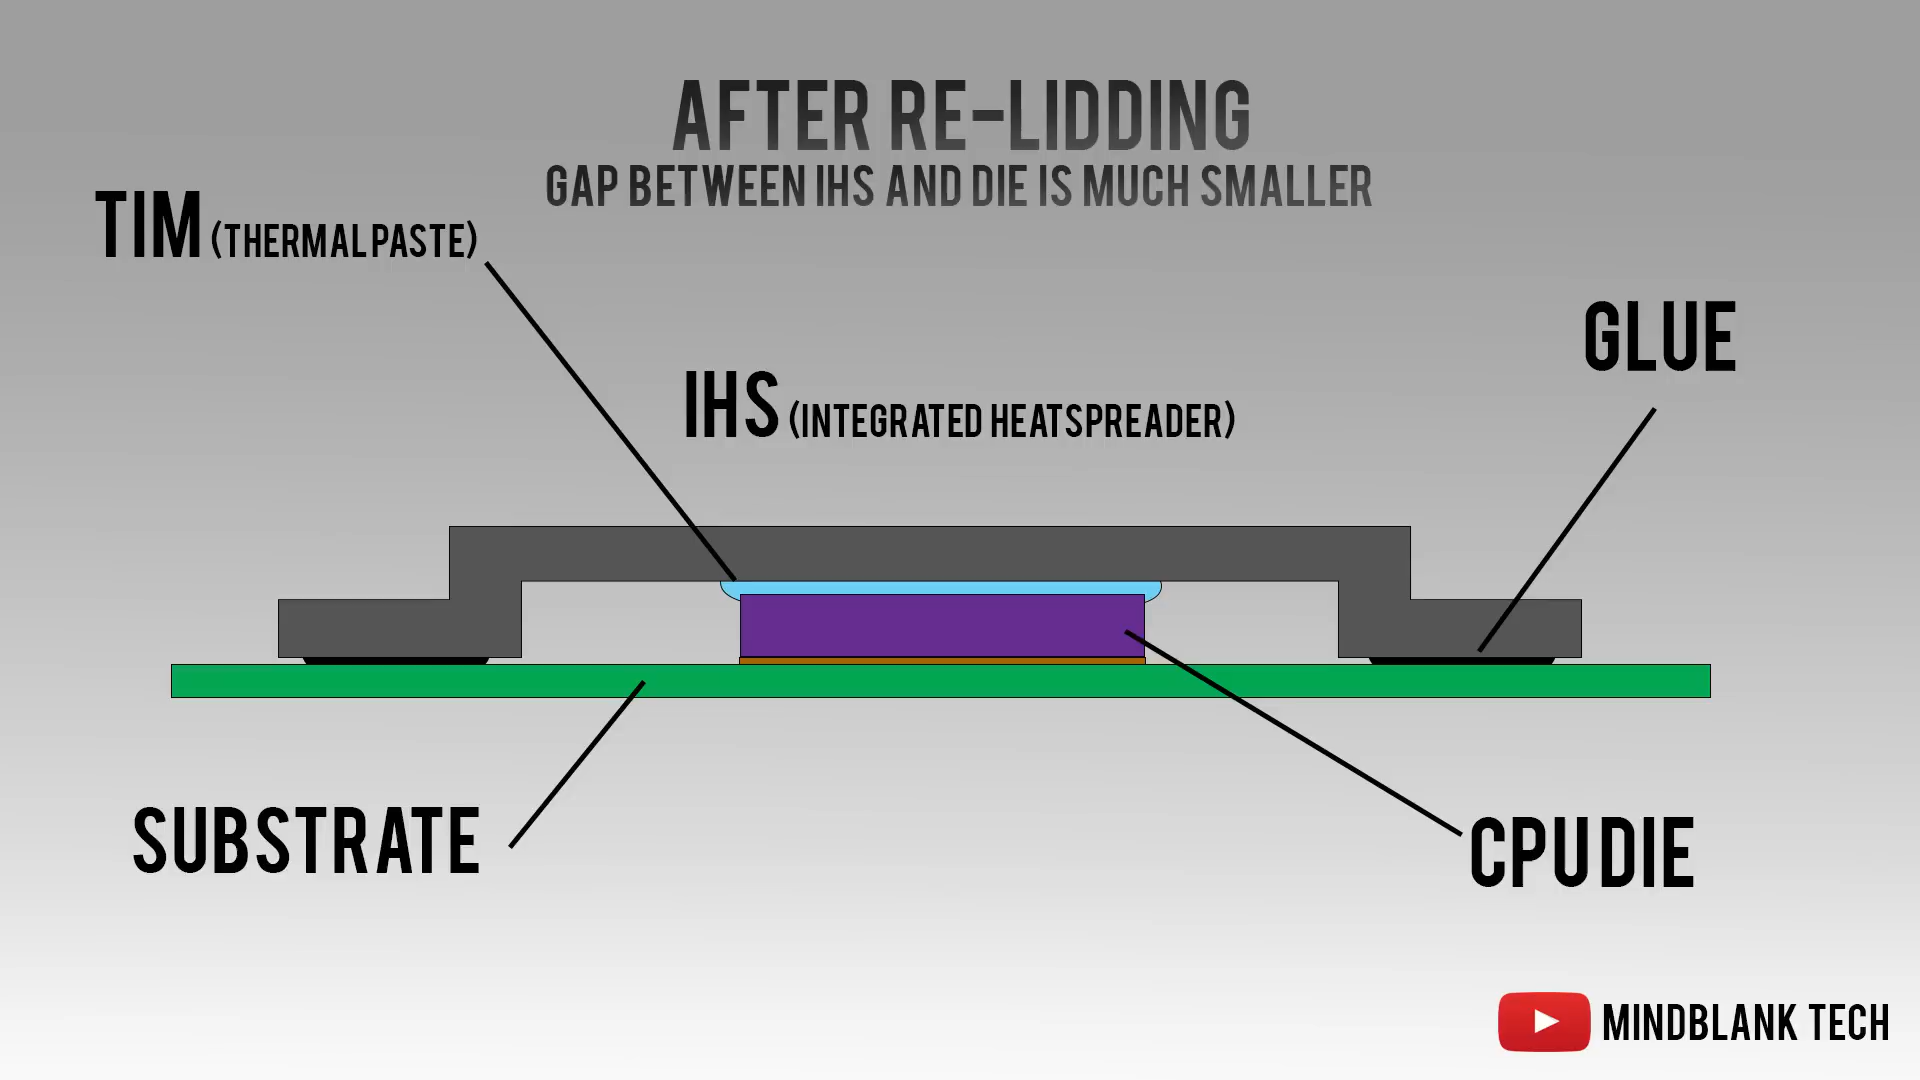 AFTER RE-LIDDING
GAP BETWEEN IHS AND DIE IS MUCH SMALLER
TIM (THERMAL PASTE)
GLUE
IHS (INTEGRATED HEATSPREADER)
SUBSTRATE
CPU DIE
MINDBLANK TECH